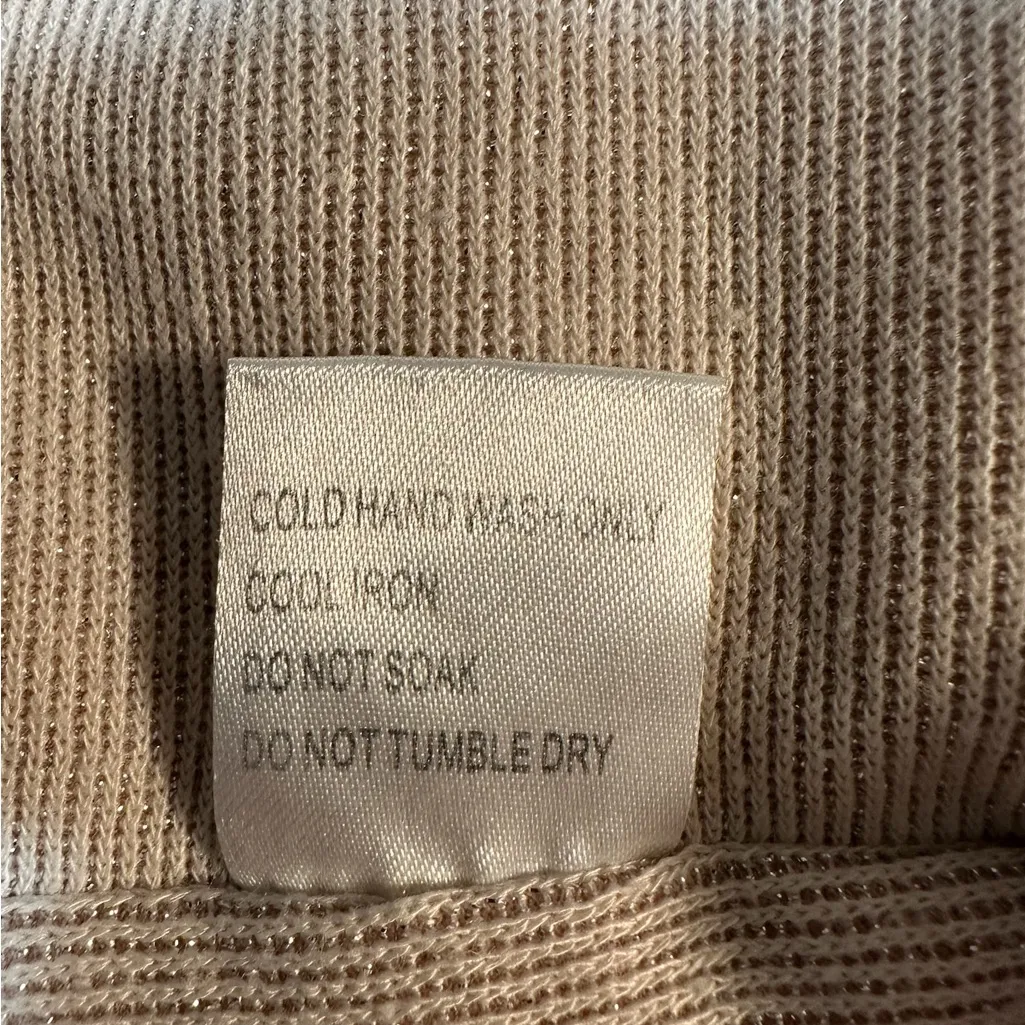 COLD HAND WASH ONLY
COOL IRON
DO NOT SOAK
DO NOT TUMBLE DRY